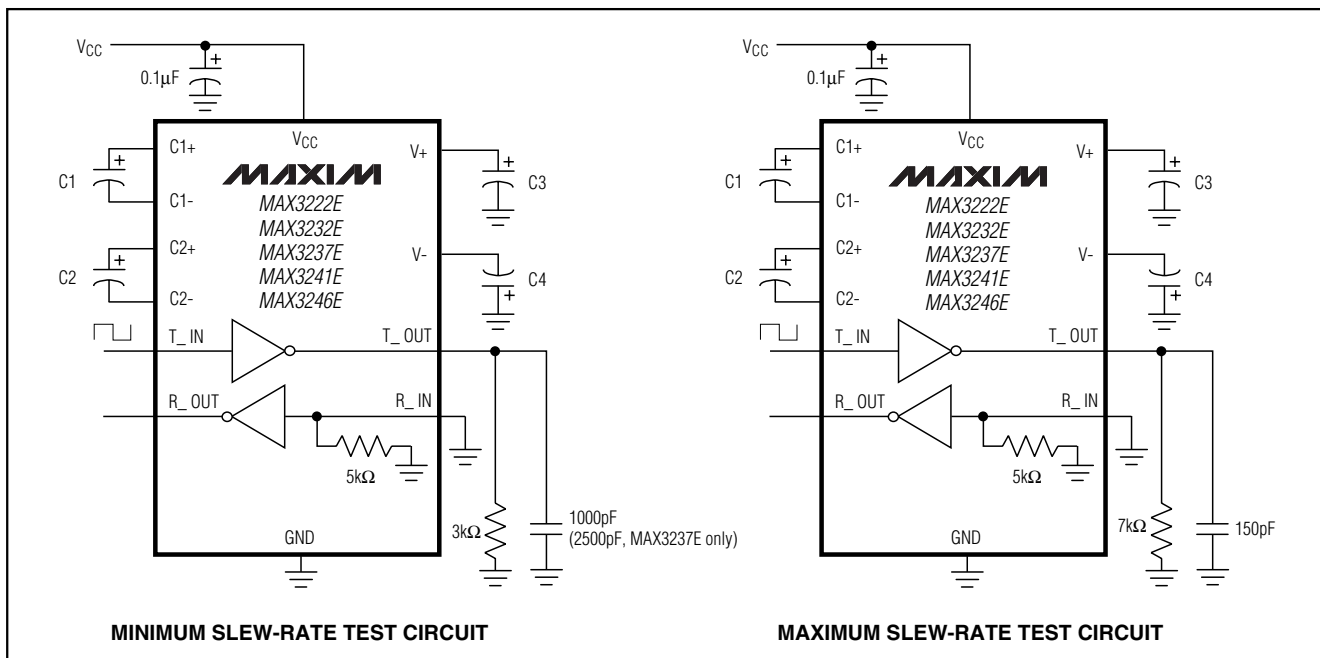 VCC
0.1µF
+
VCC
C1+
C1
+
C1-
C2+
C2
+
C2-
MAXIM
MAX3222E
MAX3232E
MAX3237E
MAX3241E
MAX3246E
V+
+
C3
V-
C4
+
T_ IN
T_ OUT
R_ OUT
R_ IN
5kΩ
3kΩ
1000pF
(2500pF, MAX3237E only)
GND
MINIMUM SLEW-RATE TEST CIRCUIT
VCC
0.1µF
+
VCC
C1+
C1
+
C1-
C2+
C2
+
C2-
MAXIM
MAX3222E
MAX3232E
MAX3237E
MAX3241E
MAX3246E
V+
+
C3
V-
C4
+
T_ IN
T_ OUT
R_ OUT
R_ IN
5kΩ
7kΩ
150pF
GND
MAXIMUM SLEW-RATE TEST CIRCUIT